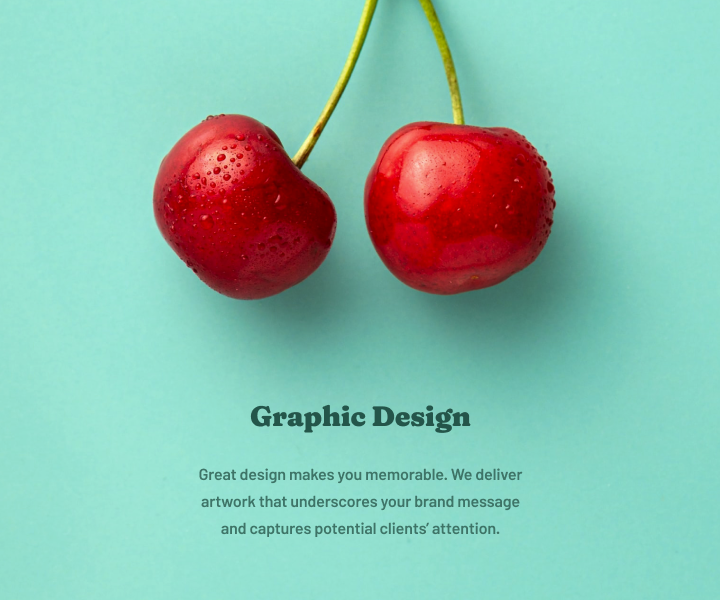 Graphic Design
Great design makes you memorable. We deliver
artwork that underscores your brand message
and captures potential clients’ attention.